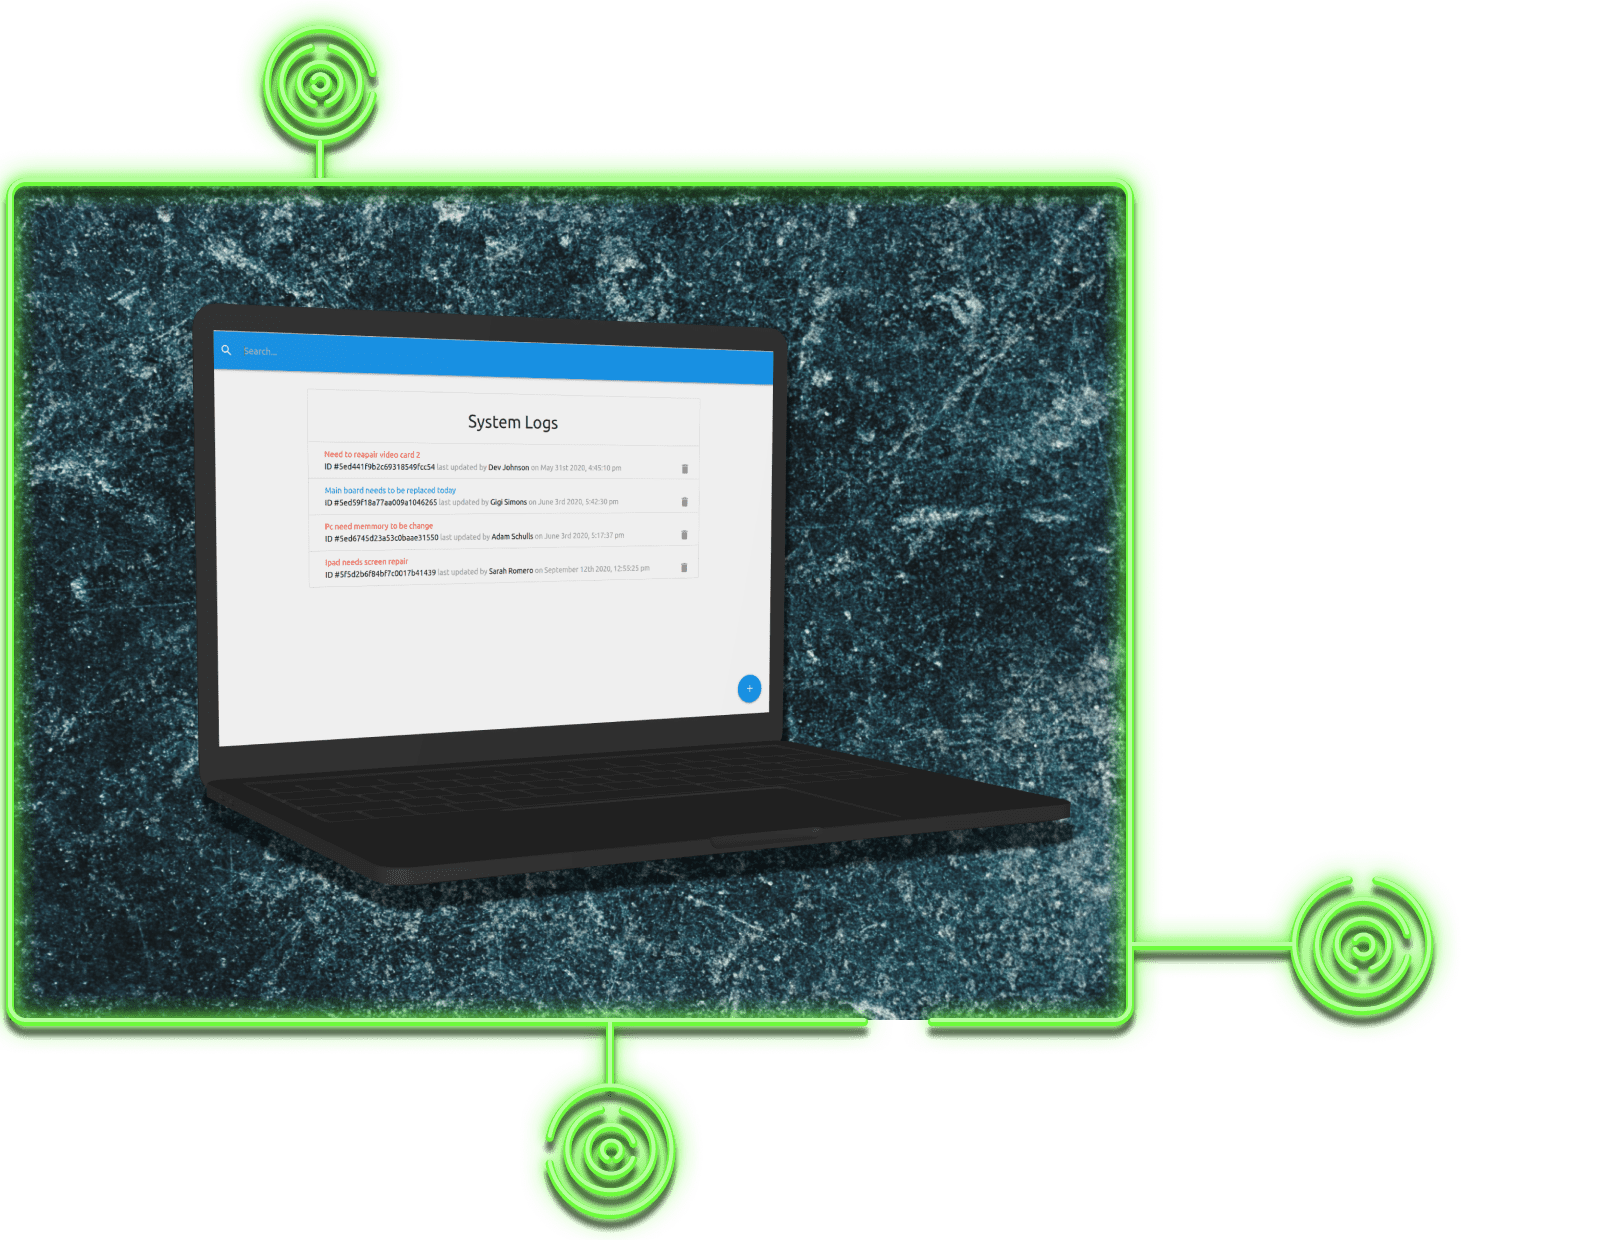 Search...
System Logs
Need to reapair video card 2
ID #5ed441f9b2c69318549fcc54 last updated by Dev Johnson on May 31st 2020, 4:45:10 pm
Main board needs to be replaced today
ID #5ed59f18a77aa009a1046265 last updated by Gigi Simons on June 3rd 2020, 5:42:30 pm
Pc need memmory to be change
ID #5ed6745d23a53c0baae31550 last updated by Adam Schulls on June 3rd 2020, 5:17:37 pm
Ipad needs screen repair
ID #5f5d2b6f84bf7c0017b41439 last updated by Sarah Romero on September 12th 2020, 12:55:25 pm
+